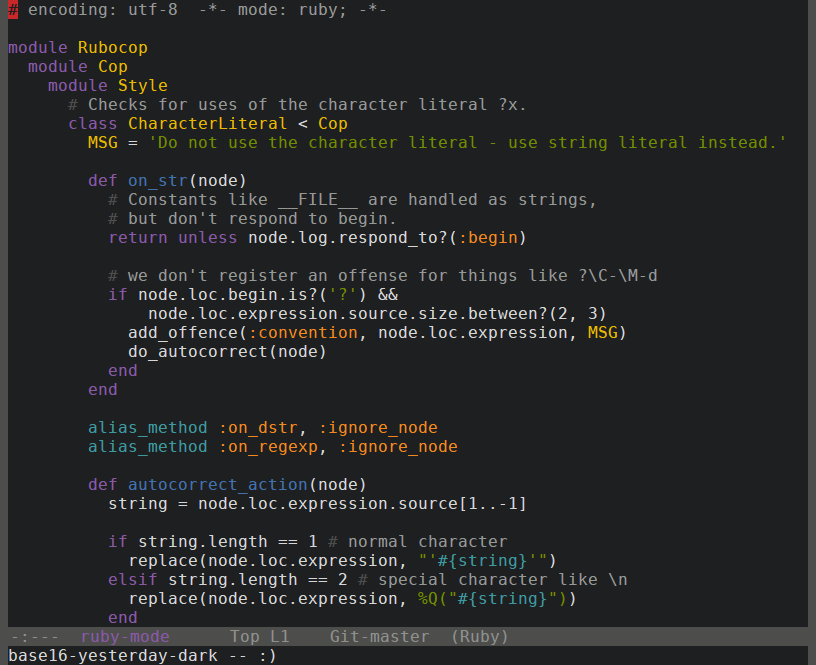 # encoding: utf-8  -*- mode: ruby; -*-
module Rubocop
  module Cop
    module Style
      # Checks for uses of the character literal ?x.
      class CharacterLiteral < Cop
        MSG = 'Do not use the character literal - use string literal instead.'
        def on_str(node)
          # Constants like __FILE__ are handled as strings,
          # but don't respond to begin.
          return unless node.log.respond_to?(:begin)
          # we don't register an offense for things like ?\C-\M-d
          if node.loc.begin.is?('?') &&
              node.loc.expression.source.size.between?(2, 3)
            add_offence(:convention, node.loc.expression, MSG)
            do_autocorrect(node)
          end
        end
        alias_method :on_dstr, :ignore_node
        alias_method :on_regexp, :ignore_node
        def autocorrect_action(node)
          string = node.loc.expression.source[1..-1]
          if string.length == 1 # normal character
            replace(node.loc.expression, "'#{string}'")
          elsif string.length == 2 # special character like \n
            replace(node.loc.expression, %Q("#{string}"))
          end
-:---  ruby-mode      Top L1    Git-master  (Ruby)
base16-yesterday-dark -- :)